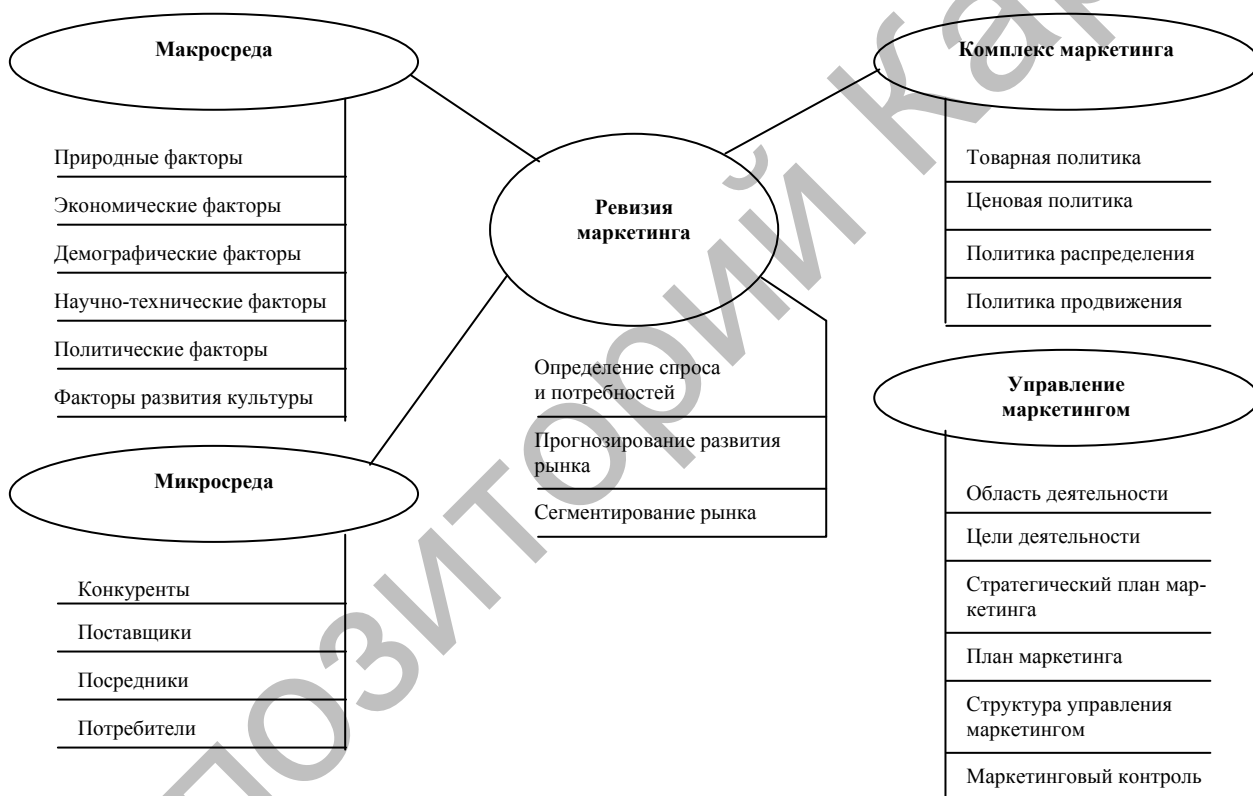 Макросреда
Природные факторы
Экономические факторы
Демографические факторы
Научно-технические факторы
Политические факторы
Факторы развития культуры
Микросреда
Конкуренты
Поставщики
Посредники
Потребители
Ревизия
маркетинга
Определение спроса
и потребностей
Прогнозирование развития
рынка
Сегментирование рынка
Комплекс маркетинга
Товарная политика
Ценовая политика
Политика распределения
Политика продвижения
Управление
маркетингом
Область деятельности
Цели деятельности
Стратегический план мар-
кетинга
План маркетинга
Структура управления
маркетингом
Маркетинговый контроль